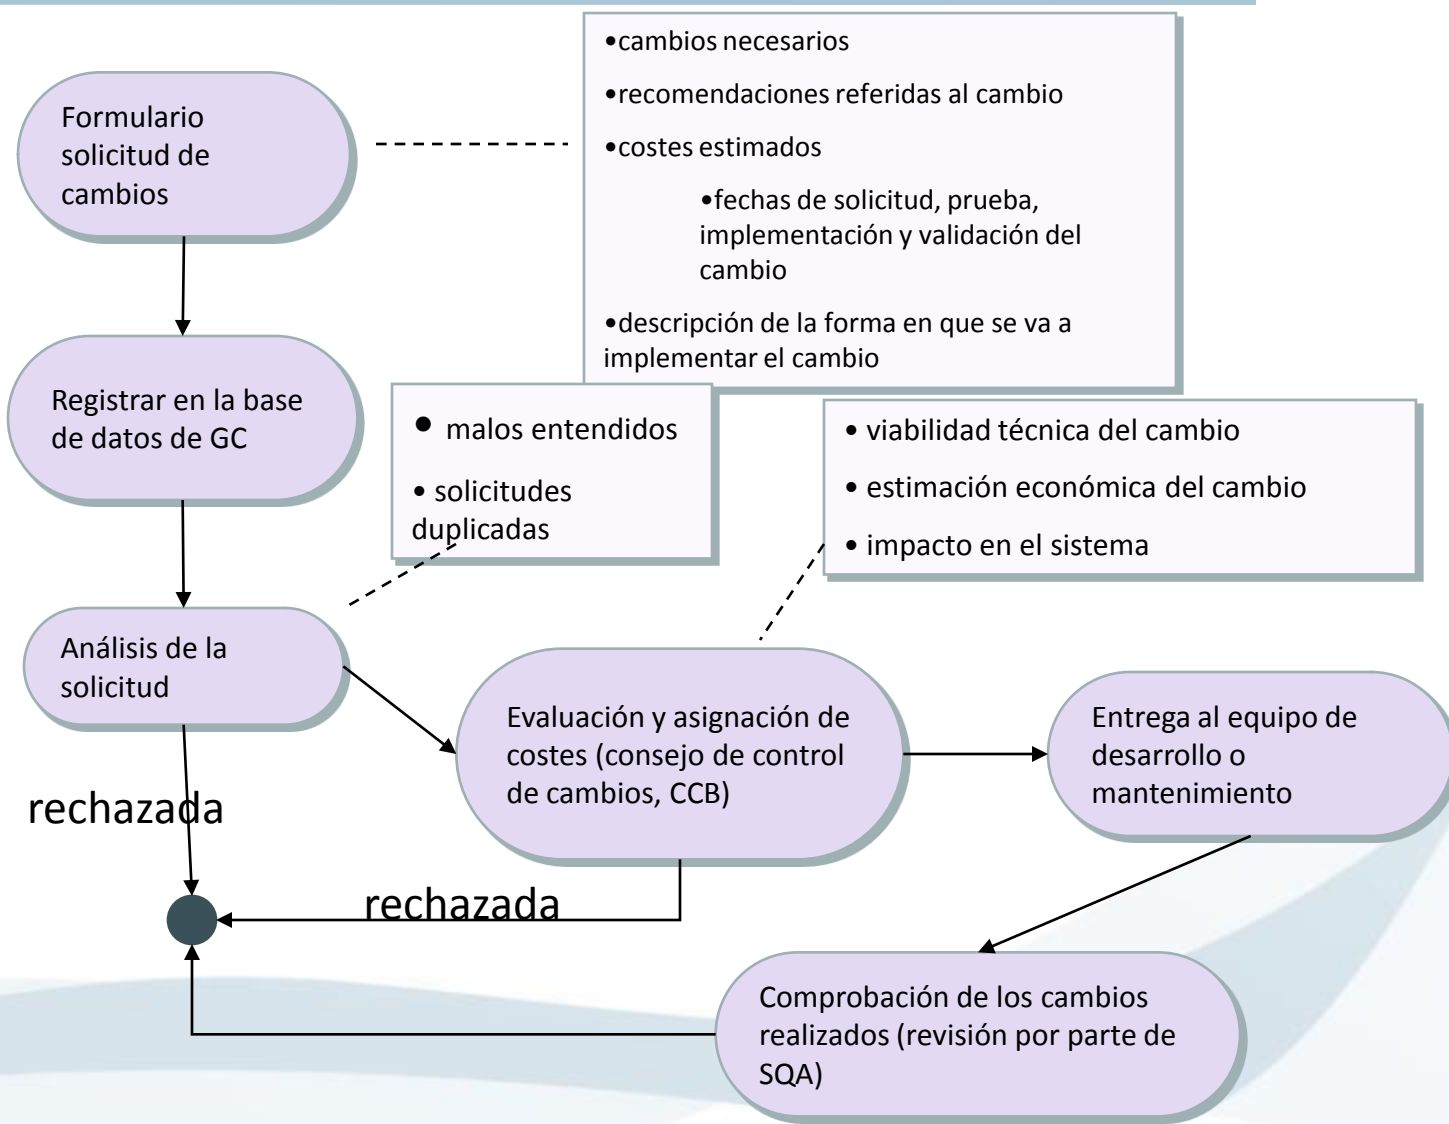 •cambios necesarios
•recomendaciones referidas al cambio
•costes estimados
•fechas de solicitud, prueba,
implementación y validación del
cambio
•descripción de la forma en que se va a
implementar el cambio
Formulario
solicitud de
cambios
Registrar en la base
de datos de GC
• malos entendidos
• solicitudes
duplicadas
• viabilidad técnica del cambio
• estimación económica del cambio
• impacto en el sistema
Análisis de la
solicitud
Evaluación y asignación de
costes (consejo de control
de cambios, CCB)
Entrega al equipo de
desarrollo o
mantenimiento
rechazada
rechazada
Comprobación de los cambios
realizados (revisión por parte de
SQA)